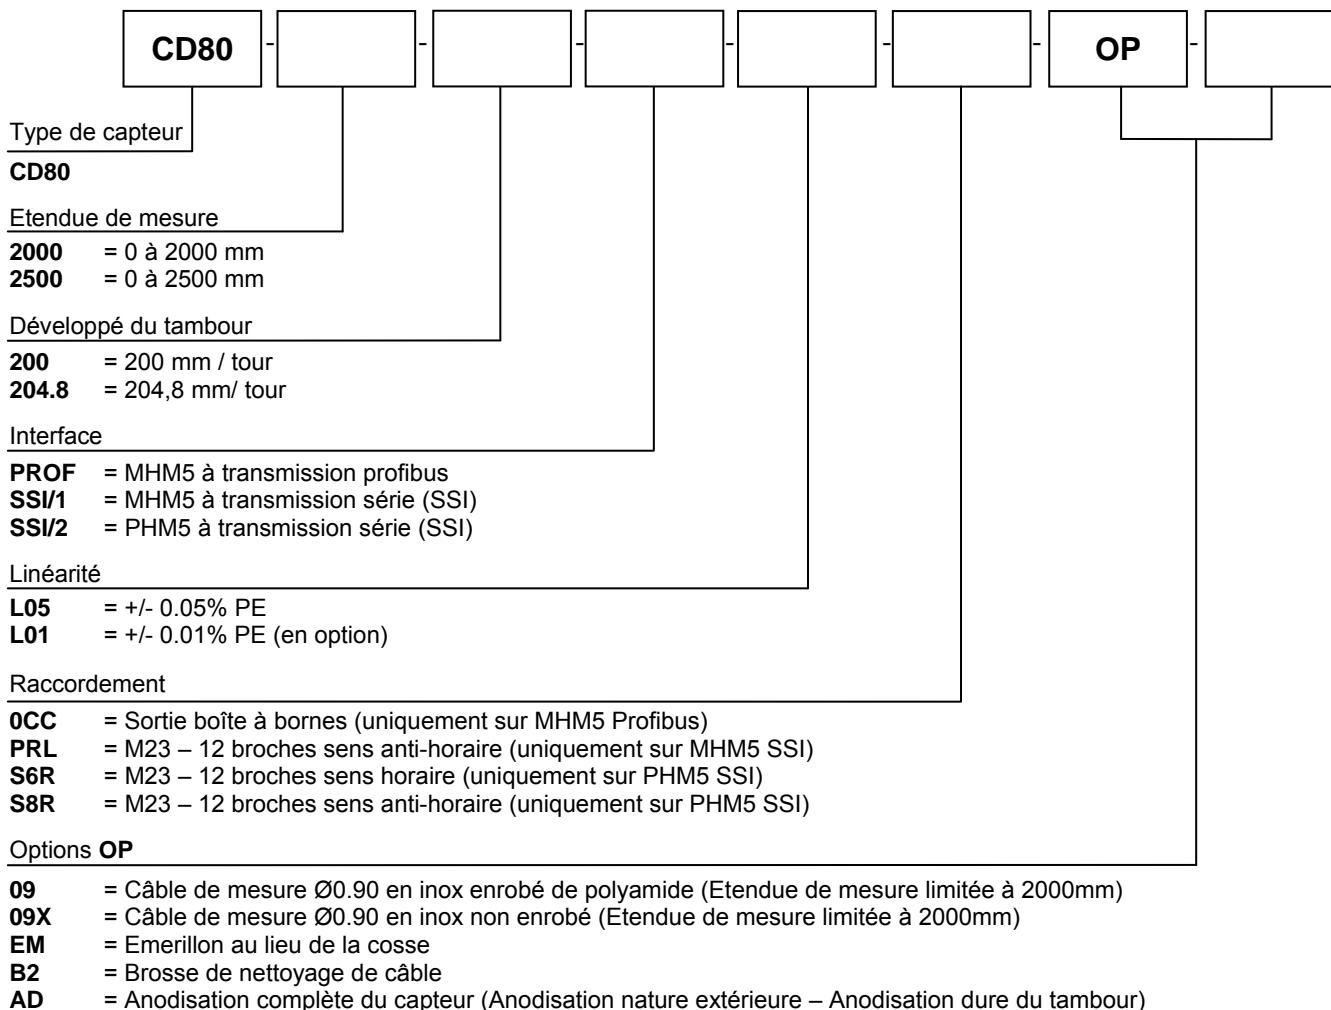 CD80 - - - - - - OP -
Type de capteur
CD80
Etendue de mesure
2000 = 0 à 2000 mm
2500 = 0 à 2500 mm
Développé du tambour
200 = 200 mm / tour
204.8 = 204,8 mm/ tour
Interface
PROF = MHM5 à transmission profibus
SSI/1 = MHM5 à transmission série (SSI)
SSI/2 = PHM5 à transmission série (SSI)
Linéarité
L05 = +/- 0.05% PE
L01 = +/- 0.01% PE (en option)
Raccordement
0CC = Sortie boîte à bornes (uniquement sur MHM5 Profibus)
PRL = M23 – 12 broches sens anti-horaire (uniquement sur MHM5 SSI)
S6R = M23 – 12 broches sens horaire (uniquement sur PHM5 SSI)
S8R = M23 – 12 broches sens anti-horaire (uniquement sur PHM5 SSI)
Options OP
09 = Câble de mesure Ø0.90 en inox enrobé de polyamide (Etendue de mesure limitée à 2000mm)
09X = Câble de mesure Ø0.90 en inox non enrobé (Etendue de mesure limitée à 2000mm)
EM = Emerillon au lieu de la cosse
B2 = Brosse de nettoyage de câble
AD = Anodisation complète du capteur (Anodisation nature extérieure – Anodisation dure du tambour)